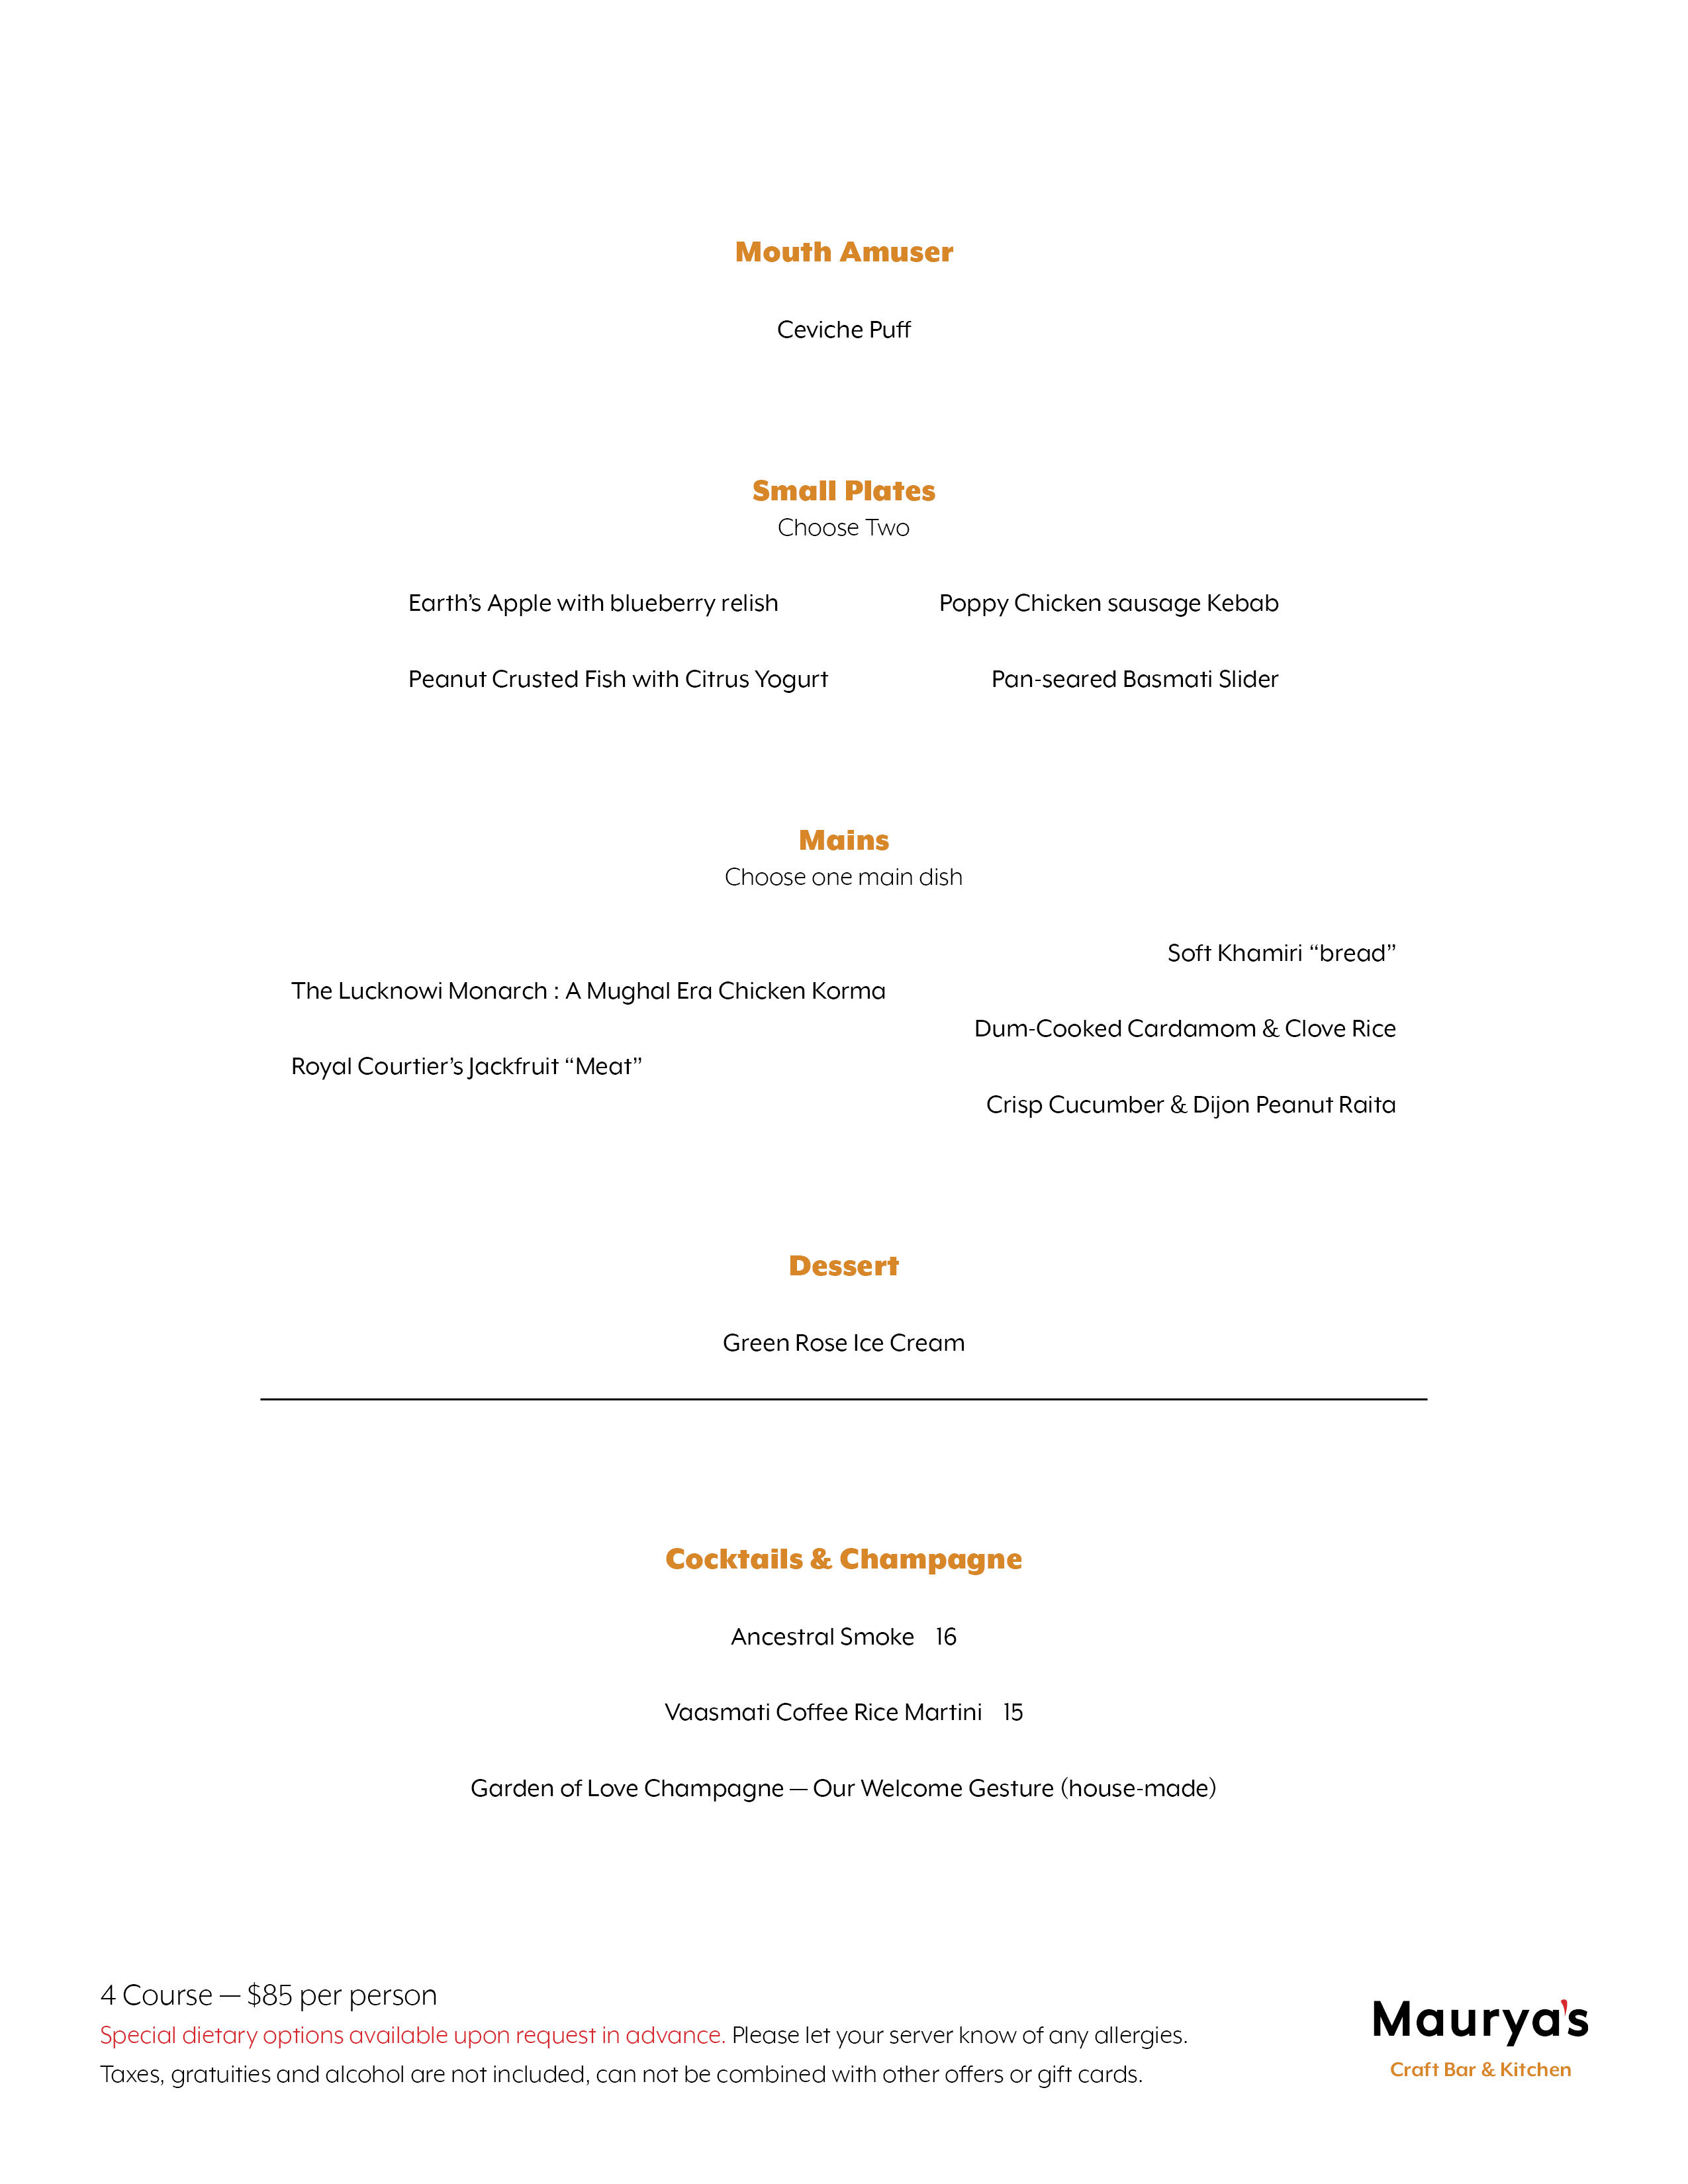 Mouth Amuser
Ceviche Puff
Small Plates
Choose Two
Earth’s Apple with blueberry relish
Poppy Chicken sausage Kebab
Peanut Crusted Fish with Citrus Yogurt
Pan-seared Basmati Slider
Mains
Choose one main dish
The Lucknowi Monarch : A Mughal Era Chicken Korma
Royal Courtier’s Jackfruit “Meat”
Soft Khamiri “bread”
Dum-Cooked Cardamom & Clove Rice
Crisp Cucumber & Dijon Peanut Raita
Dessert
Green Rose Ice Cream
Cocktails & Champagne
Ancestral Smoke 16
Vaasmati Coffee Rice Martini 15
Garden of Love Champagne — Our Welcome Gesture (house-made)
4 Course — $85 per person
Special dietary options available upon request in advance. Please let your server know of any allergies.
Taxes, gratuities and alcohol are not included, can not be combined with other offers or gift cards.
Maurya’s
Craft Bar & Kitchen